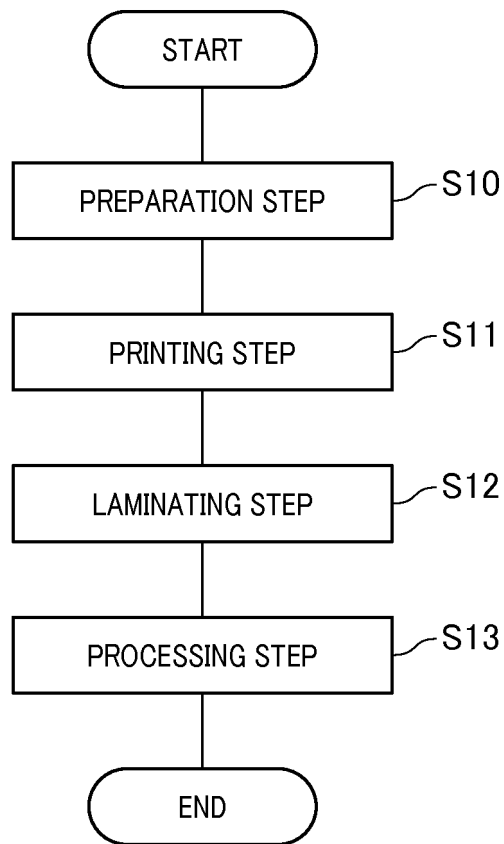 START
PREPARATION STEP
S10
PRINTING STEP
S11
LAMINATING STEP
S12
PROCESSING STEP
S13
END